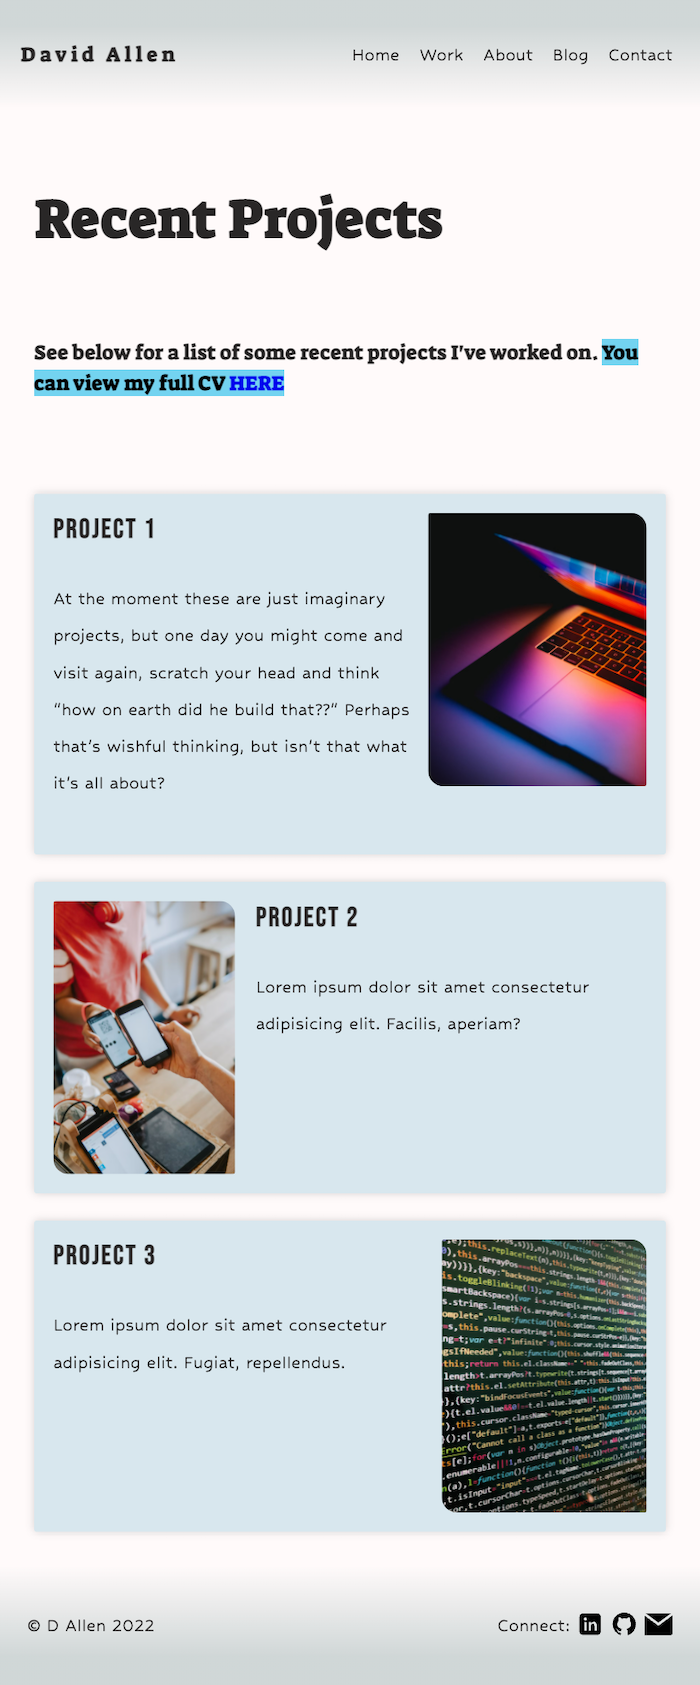 David Allen
Home Work About Blog Contact
Recent Projects
See below for a list of some recent projects I've worked on. You
can view my full CV HERE
PROJECT 1
At the moment these are just imaginary
projects, but one day you might come and
visit again, scratch your head and think
"how on earth did he build that??" Perhaps
that's wishful thinking, but isn't that what
it's all about?
PROJECT 2
Lorem ipsum dolor sit amet consectetur
adipisicing elit. Facilis, aperiam?
PROJECT 3
Lorem ipsum dolor sit amet consectetur
adipisicing elit. Fugiat, repellendus.
© D Allen 2022
Connect: in